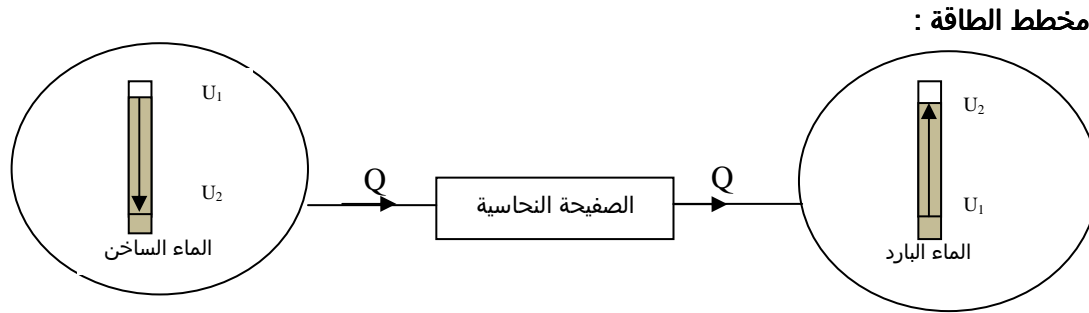 مخطط الطاقة :
U₁
U₂
الماء الساخن
Q
الصفيحة النحاسية
Q
U₂
U₁
الماء البارد